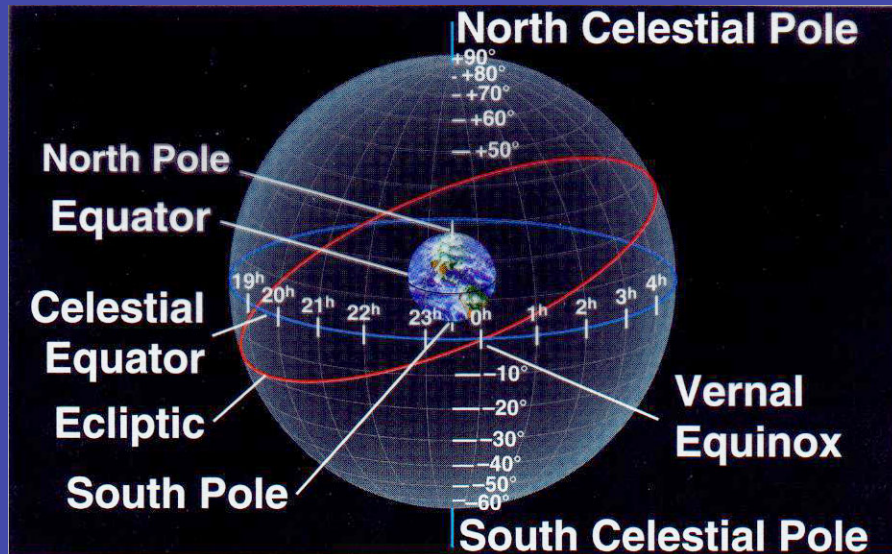 North Celestial Pole
+90°
+80°
+70°
+60°
+50°
North Pole
Equator
Celestial
Equator
Ecliptic
South Pole
19h
20h
21h
22h
23h
0h
1h
2h
3h
4h
Vernal
Equinox
-10°
-20°
-30°
-40°
-50°
-60°
South Celestial Pole